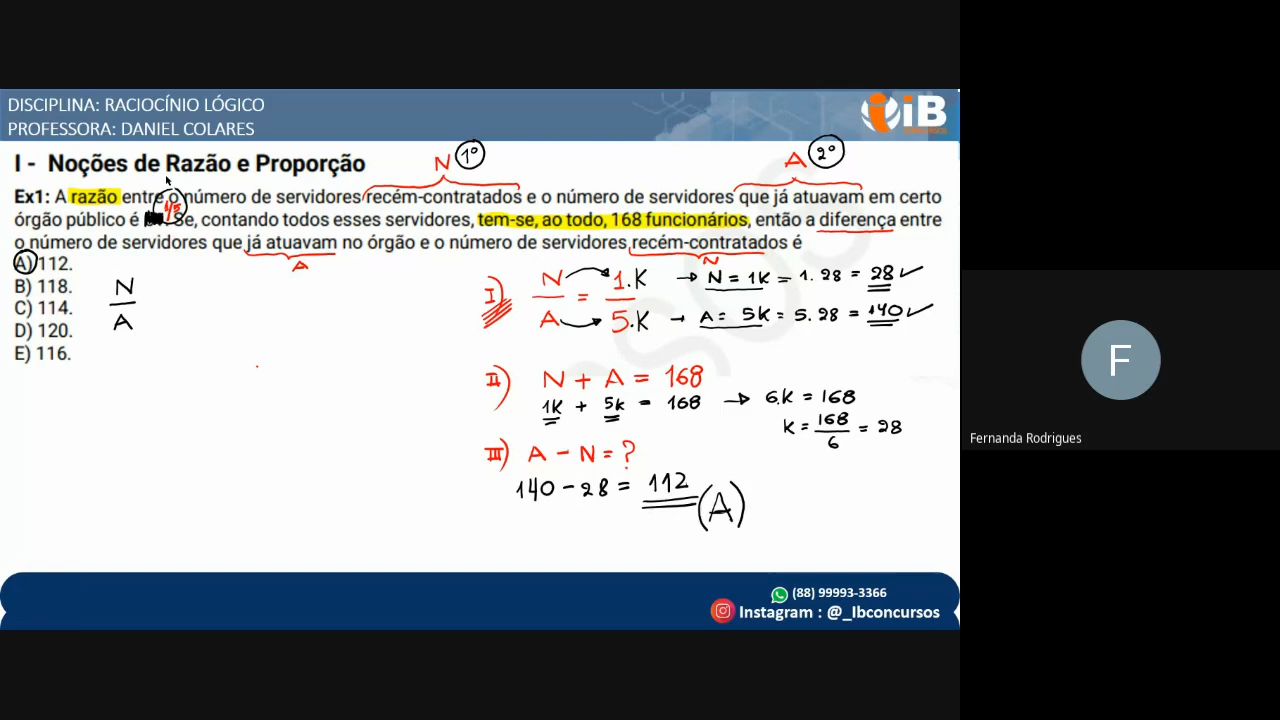 DISCIPLINA: RACIOCÍNIO LÓGICO
PROFESSORA: DANIEL COLARES
iB
CONCURSOS
I - Noções de Razão e Proporção
N 1º
A 2º
Ex1: A razão entre o número de servidores recém-contratados e o número de servidores que já atuavam em certo
órgão público é 1/5 e, contando todos esses servidores, tem-se, ao todo, 168 funcionários, então a diferença entre
o número de servidores que já atuavam no órgão e o número de servidores recém-contratados é
A
N
A) 112.
B) 118.
C) 114.
D) 120.
E) 116.
N
A
I) N/A = 1.K/5.K
→ N = 1K = 1.28 = 28 ✓
→ A = 5K = 5.28 = 140 ✓
II) N + A = 168
1K + 5K = 168 → 6.K = 168
K = 168/6 = 28
III) A - N = ?
140 - 28 = 112 (A)
(88) 99993-3366
Instagram : @_Ibconcursos
F
Fernanda Rodrigues